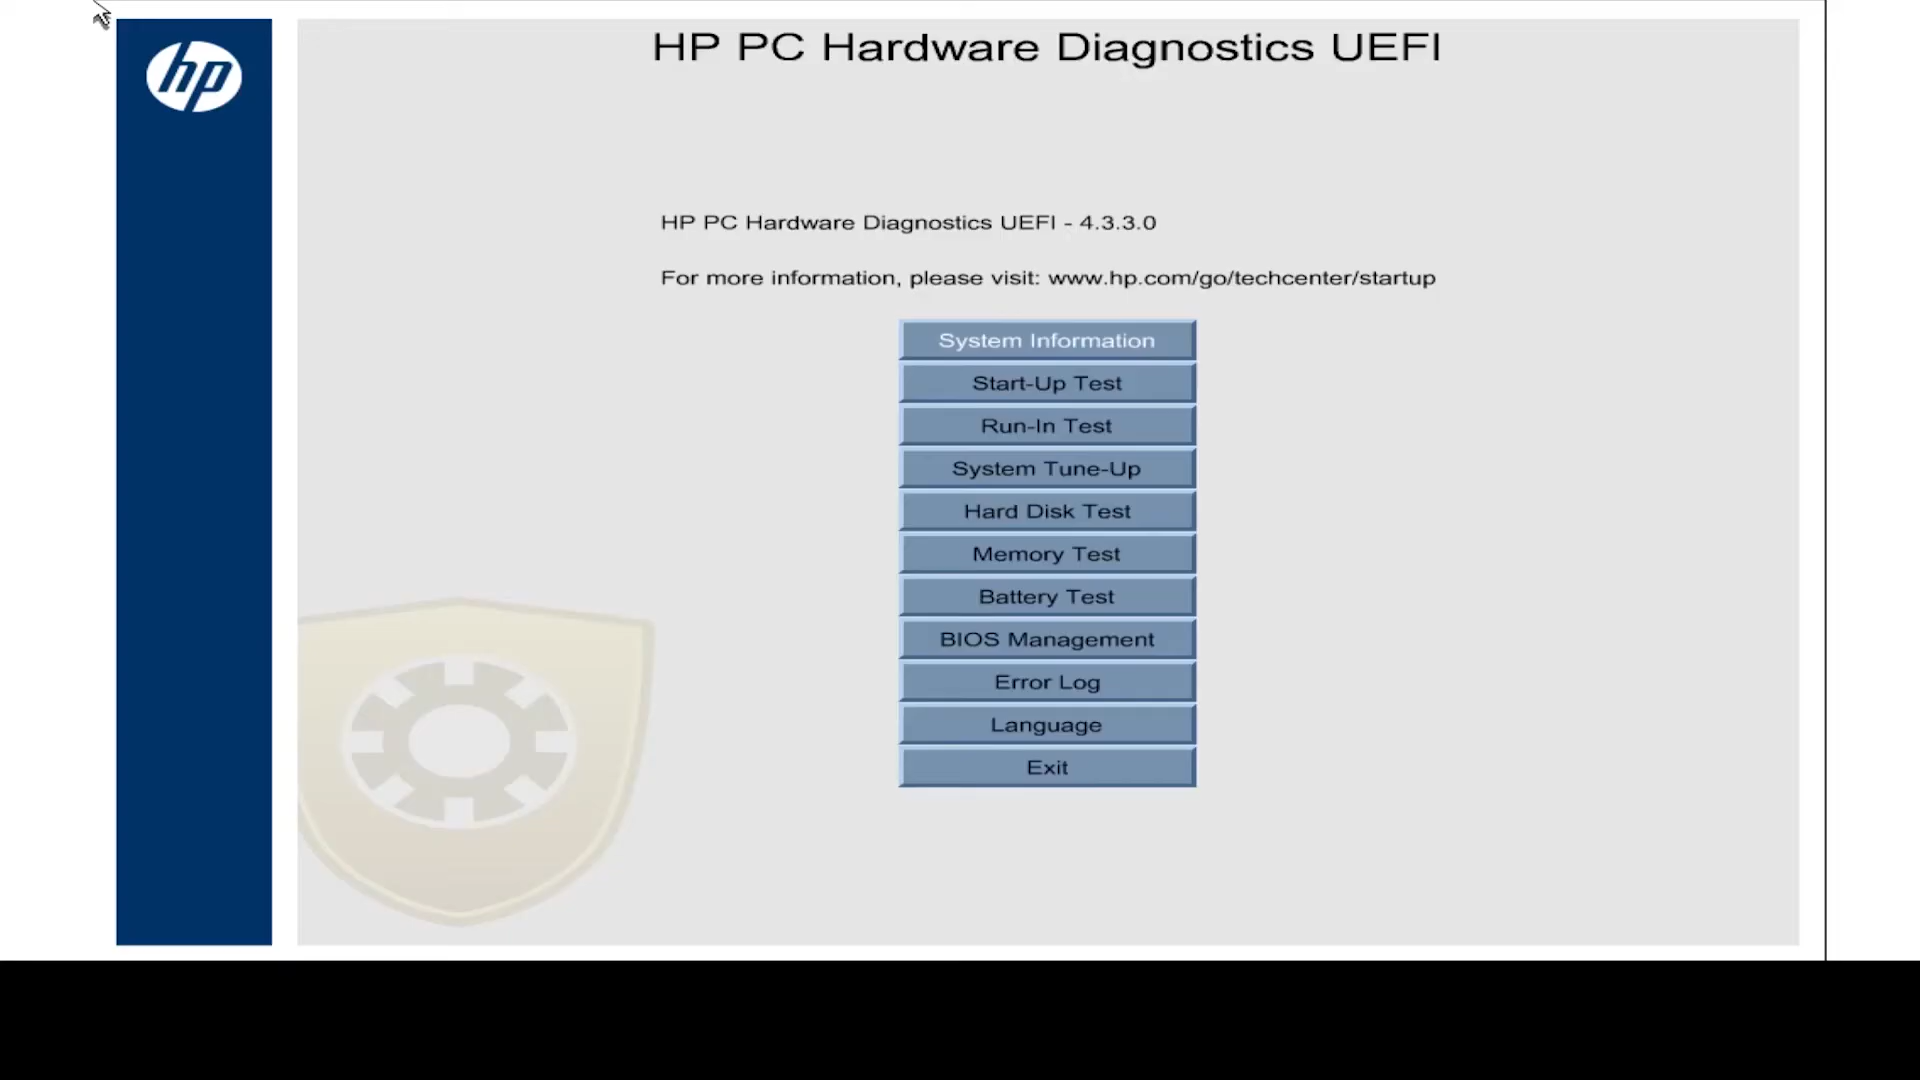 hp
HP PC Hardware Diagnostics UEFI
HP PC Hardware Diagnostics UEFI - 4.3.3.0
For more information, please visit: www.hp.com/go/techcenter/startup
System Information
Start-Up Test
Run-In Test
System Tune-Up
Hard Disk Test
Memory Test
Battery Test
BIOS Management
Error Log
Language
Exit